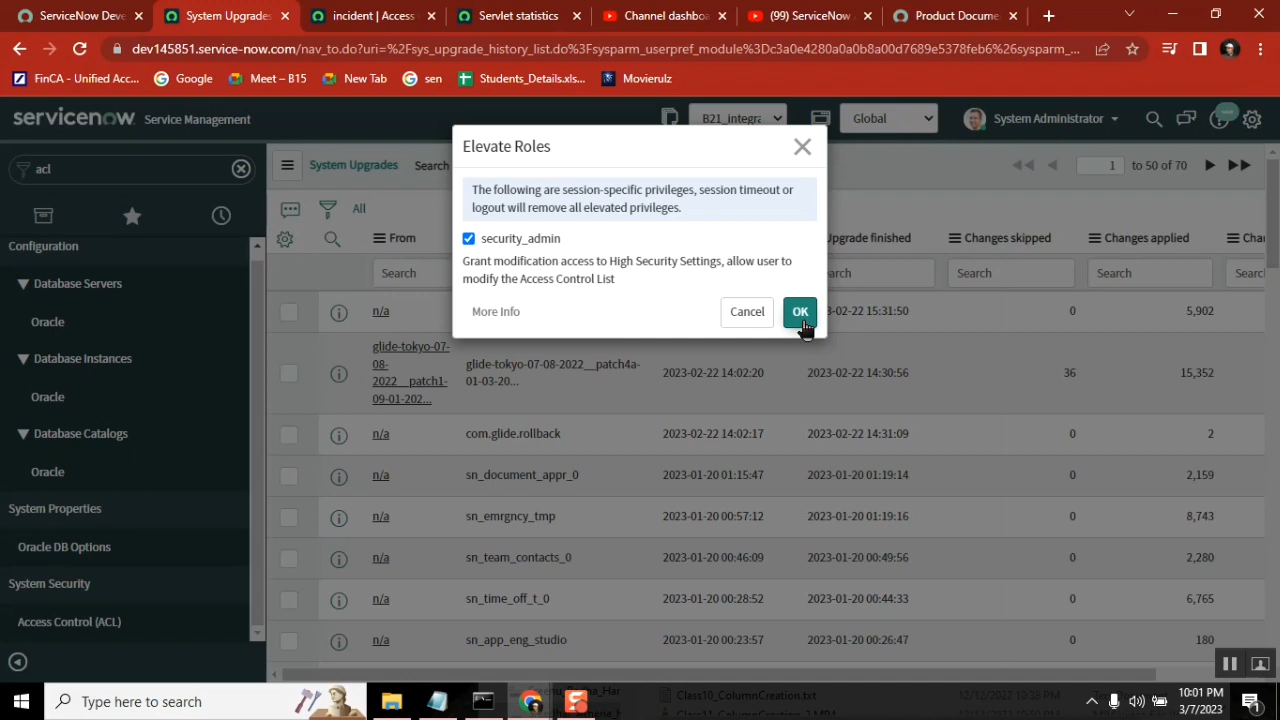 ServiceNow Deve
System Upgrades
incident | Access
Servlet statistics
Channel dashboa
(99) ServiceNow
Product Docume
dev145851.service-now.com/nav_to.do?uri=%2Fsys_upgrade_history_list.do%3Fsysparm_userpref_module%3Dc3a0e4280a0a0b8a00d7689e5378feb6%26sysparm_...
FinCA - Unified Acc...
Google
Meet – B15
New Tab
sen
Students_Details.xls...
Movierulz
servicenow Service Management
B21_integra
Global
System Administrator
acl
System Upgrades Search
1 to 50 of 70
Elevate Roles
The following are session-specific privileges, session timeout or
logout will remove all elevated privileges.
security_admin
Grant modification access to High Security Settings, allow user to
modify the Access Control List
More Info
Cancel
OK
All
Configuration
Database Servers
Oracle
Database Instances
Oracle
Database Catalogs
Oracle
System Properties
Oracle DB Options
System Security
Access Control (ACL)
From Upgrade finished Changes skipped Changes applied
Search Search Search Search
n/a 15:31:50 0 5,902
glide-tokyo-07-
08-
2022__patch1-
09-01-202...
glide-tokyo-07-08-2022__patch4a-
01-03-20...
2023-02-22 14:02:20 2023-02-22 14:30:56 36 15,352
n/a com.glide.rollback 2023-02-22 14:02:17 2023-02-22 14:31:09 0 2
n/a sn_document_appr_0 2023-01-20 01:15:47 2023-01-20 01:19:14 0 2,159
n/a sn_emrgncy_tmp 2023-01-20 00:57:12 2023-01-20 01:19:16 0 8,743
n/a sn_team_contacts_0 2023-01-20 00:46:09 2023-01-20 00:49:56 0 2,280
n/a sn_time_off_t_0 2023-01-20 00:28:52 2023-01-20 00:44:33 0 6,765
n/a sn_app_eng_studio 2023-01-20 00:23:57 2023-01-20 00:26:47 0 180
Type here to search
Class10_ColumnCreation.txt
10:01 PM
3/7/2023